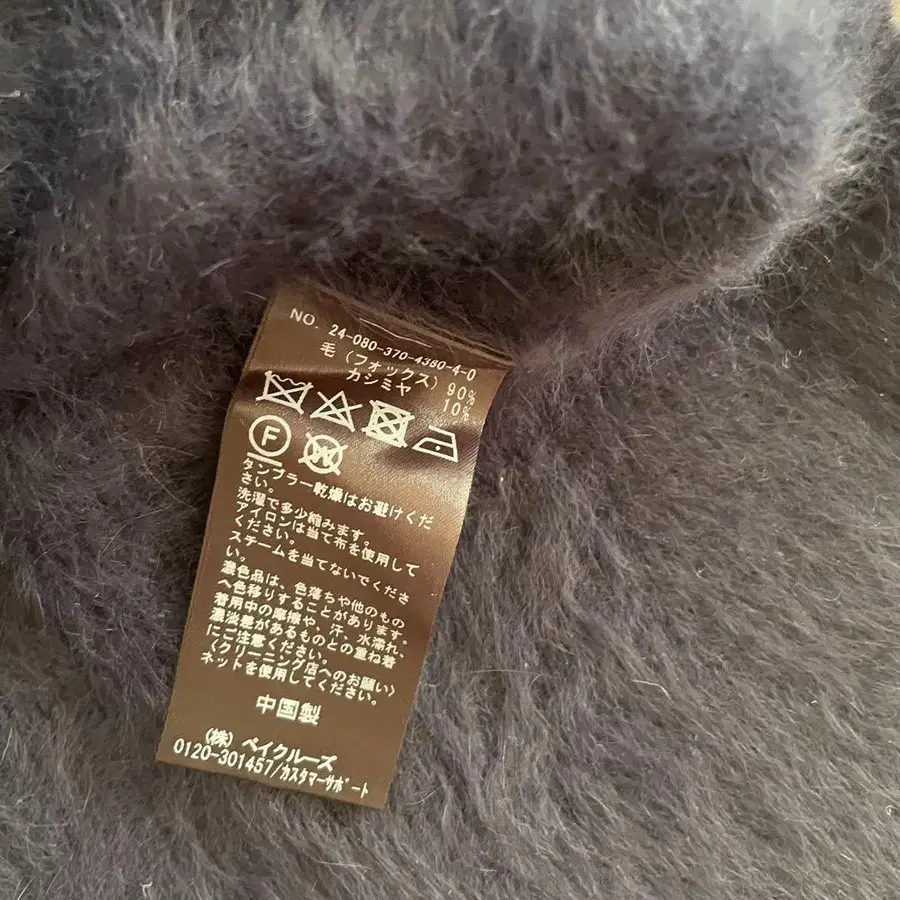 NO. 24-080-370-4380-4-0
毛(フォックス) 90%
カシミヤ 10%
F
W
タンブラー乾燥はお避けくだ
さい。
洗濯で多少縮みます。
アイロンは当て布を使用して
ください。
スチームを当てないでくださ
い。
濃色品は、色落ちや他のもの
へ色移りすることがあります。
着用中の摩擦や、汗、水濡れ、
濃淡差があるものとの重ね着
にご注意ください。
〈クリーニング店へのお願い〉
ネットを使用してください。
中国製
(株)ベイクルーズ
0120-301457/カスタマーサポート